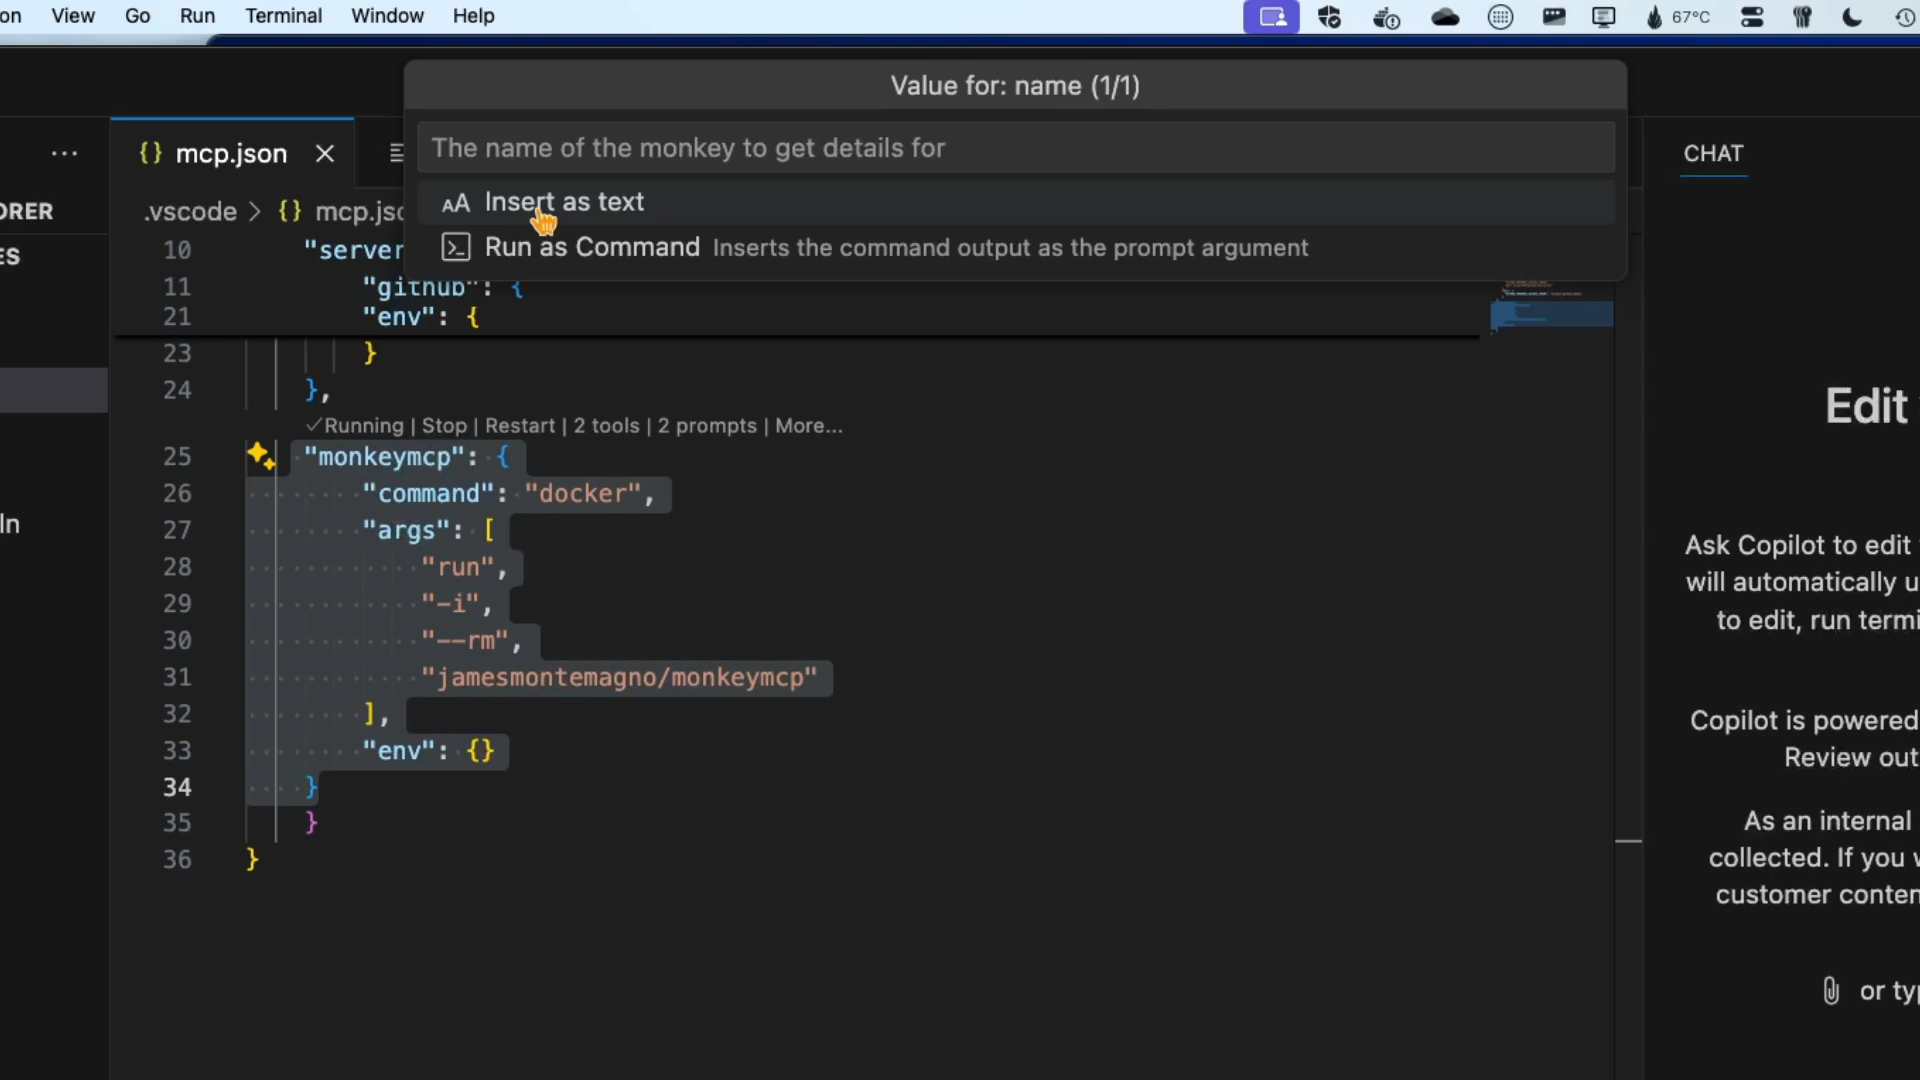 on View Go Run Terminal Window Help 67°C
Value for: name (1/1)
The name of the monkey to get details for
Insert as text
Run as Command Inserts the command output as the prompt argument
{} mcp.json
CHAT
ORER
.vscode > {} mcp.jso
ES
10 "server
11 "github": {
21 "env": {
23 }
24 },
✓Running | Stop | Restart | 2 tools | 2 prompts | More...
25 "monkeymcp": {
26 "command": "docker",
27 "args": [
28 "run",
29 "-i",
30 "--rm",
31 "jamesmontemagno/monkeymcp"
32 ],
33 "env": {}
34 }
35 }
36 }
In
Edit
Ask Copilot to edit
will automatically u
to edit, run termi
Copilot is powered
Review out
As an internal
collected. If you w
customer conten
or typ